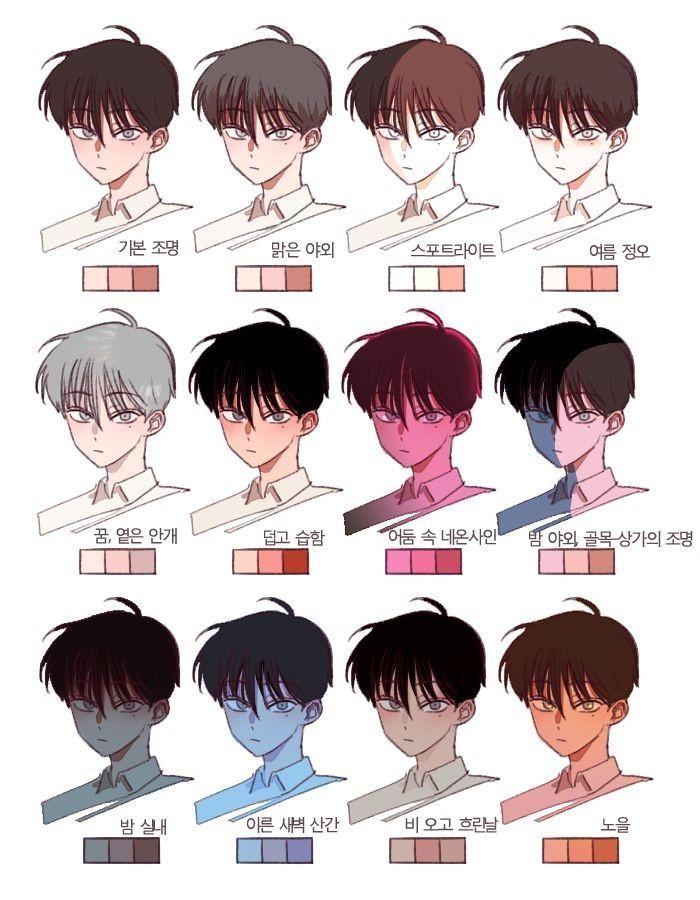 기본 조명
맑은 야외
스포트라이트
여름 정오
꿈, 옅은 안개
덥고 습함
어둠 속 네온사인
밤 야외, 골목 상가의 조명
밤 실내
이른 새벽 산간
비 오고 흐린날
노을